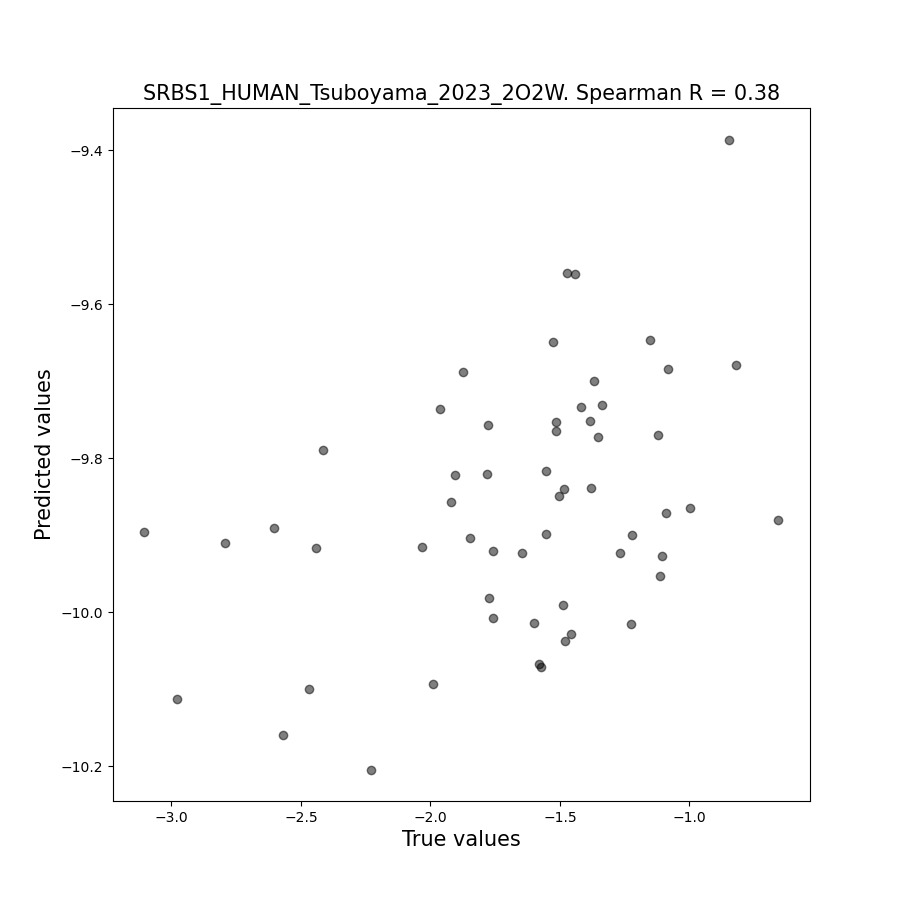 SRBS1_HUMAN_Tsuboyama_2023_2O2W. Spearman R = 0.38
−9.4
−9.6
−9.8
−10.0
−10.2
Predicted values
−3.0 −2.5 −2.0 −1.5 −1.0
True values